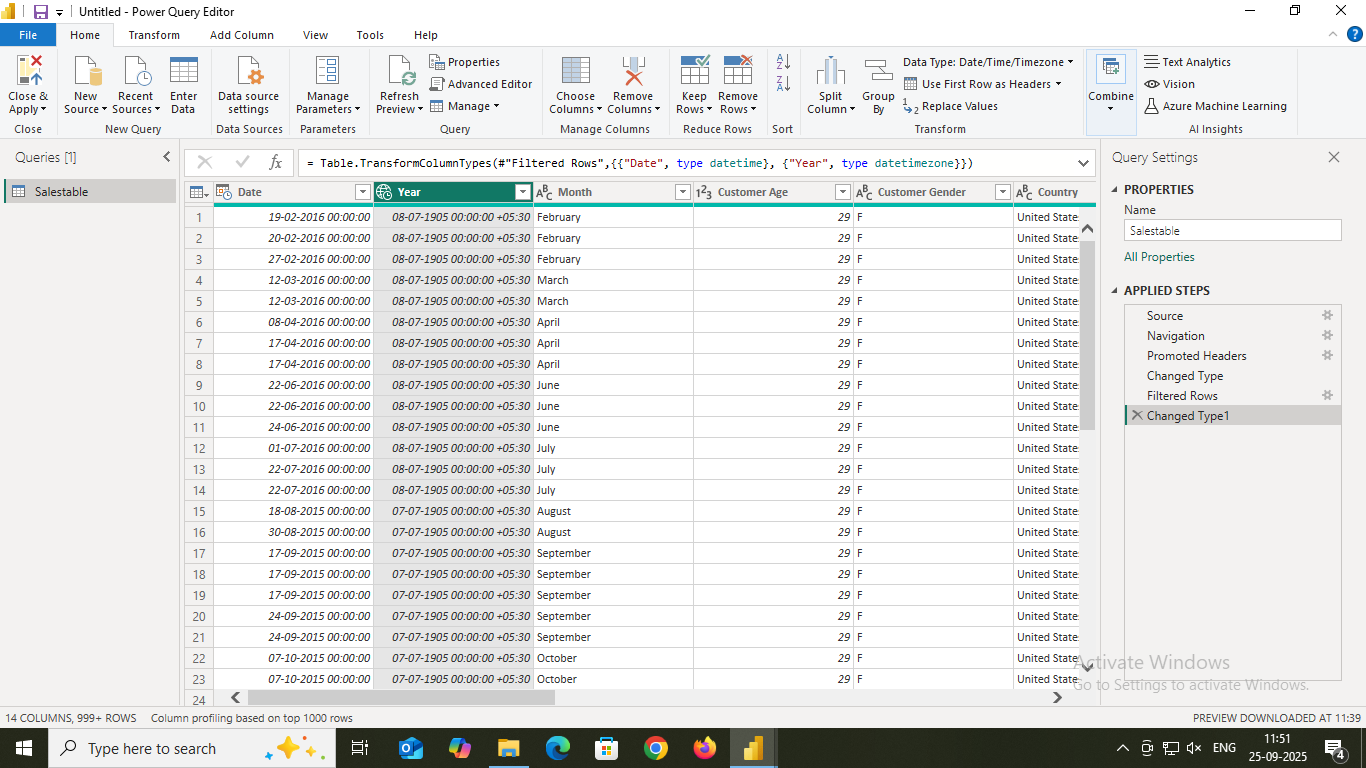 Untitled - Power Query Editor
File Home Transform Add Column View Tools Help
Close & Apply
Close
New Source
Recent Sources
Enter Data
New Query
Data source settings
Data Sources
Manage Parameters
Parameters
Refresh Preview
Properties
Advanced Editor
Manage
Query
Choose Columns
Remove Columns
Manage Columns
Keep Rows
Remove Rows
Reduce Rows
Sort
Split Column
Group By
Data Type: Date/Time/Timezone
Use First Row as Headers
Replace Values
Transform
Combine
Text Analytics
Vision
Azure Machine Learning
AI Insights
Queries [1]
Salestable
= Table.TransformColumnTypes(#"Filtered Rows",{{"Date", type datetime}, {"Year", type datetimezone}})
Date Year ABC Month 123 Customer Age ABC Customer Gender ABC Country
1 19-02-2016 00:00:00 08-07-1905 00:00:00 +05:30 February 29 F United State
2 20-02-2016 00:00:00 08-07-1905 00:00:00 +05:30 February 29 F United State
3 27-02-2016 00:00:00 08-07-1905 00:00:00 +05:30 February 29 F United State
4 12-03-2016 00:00:00 08-07-1905 00:00:00 +05:30 March 29 F United State
5 12-03-2016 00:00:00 08-07-1905 00:00:00 +05:30 March 29 F United State
6 08-04-2016 00:00:00 08-07-1905 00:00:00 +05:30 April 29 F United State
7 17-04-2016 00:00:00 08-07-1905 00:00:00 +05:30 April 29 F United State
8 17-04-2016 00:00:00 08-07-1905 00:00:00 +05:30 April 29 F United State
9 22-06-2016 00:00:00 08-07-1905 00:00:00 +05:30 June 29 F United State
10 22-06-2016 00:00:00 08-07-1905 00:00:00 +05:30 June 29 F United State
11 24-06-2016 00:00:00 08-07-1905 00:00:00 +05:30 June 29 F United State
12 01-07-2016 00:00:00 08-07-1905 00:00:00 +05:30 July 29 F United State
13 22-07-2016 00:00:00 08-07-1905 00:00:00 +05:30 July 29 F United State
14 22-07-2016 00:00:00 08-07-1905 00:00:00 +05:30 July 29 F United State
15 18-08-2015 00:00:00 07-07-1905 00:00:00 +05:30 August 29 F United State
16 30-08-2015 00:00:00 07-07-1905 00:00:00 +05:30 August 29 F United State
17 17-09-2015 00:00:00 07-07-1905 00:00:00 +05:30 September 29 F United State
18 17-09-2015 00:00:00 07-07-1905 00:00:00 +05:30 September 29 F United State
19 17-09-2015 00:00:00 07-07-1905 00:00:00 +05:30 September 29 F United State
20 24-09-2015 00:00:00 07-07-1905 00:00:00 +05:30 September 29 F United State
21 24-09-2015 00:00:00 07-07-1905 00:00:00 +05:30 September 29 F United State
22 07-10-2015 00:00:00 07-07-1905 00:00:00 +05:30 October 29 F United State
23 07-10-2015 00:00:00 07-07-1905 00:00:00 +05:30 October 29 F United State
24
Query Settings
PROPERTIES
Name
Salestable
All Properties
APPLIED STEPS
Source
Navigation
Promoted Headers
Changed Type
Filtered Rows
Changed Type1
Activate Windows
Go to Settings to activate Windows.
14 COLUMNS, 999+ ROWS Column profiling based on top 1000 rows PREVIEW DOWNLOADED AT 11:39
Type here to search
ENG
11:51
25-09-2025
4